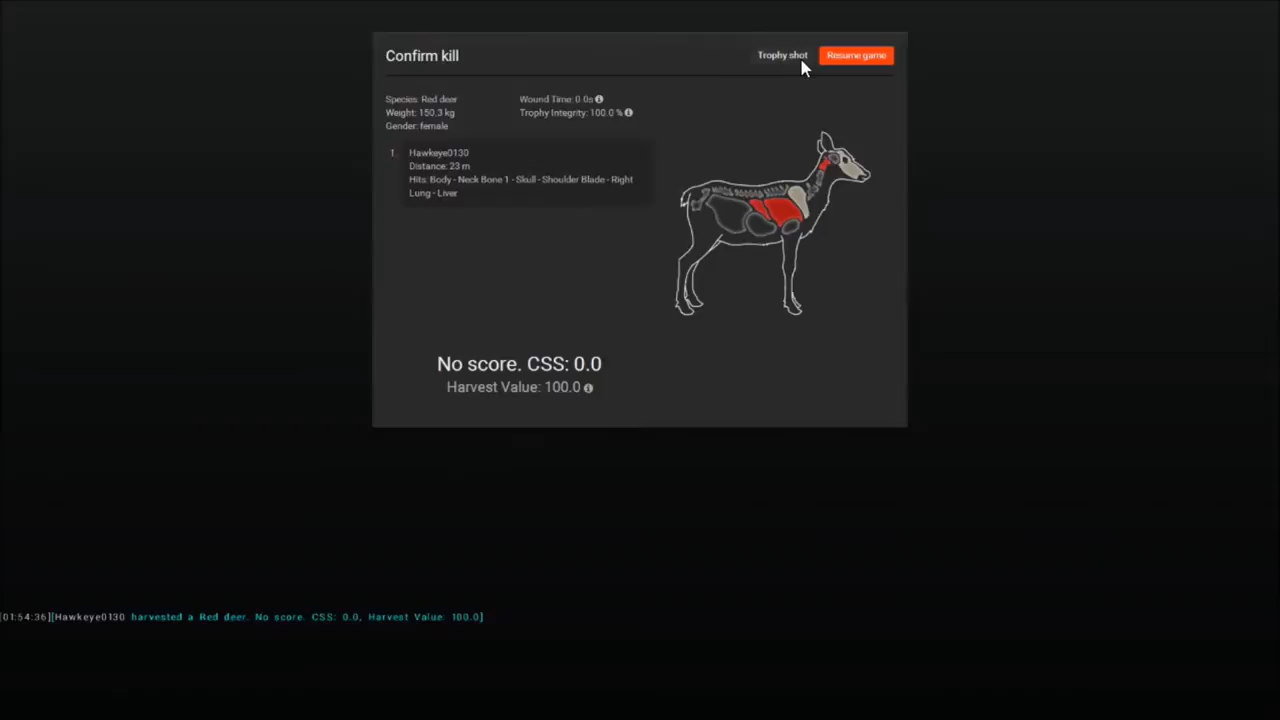 Confirm kill
Trophy shot
Resume game
Species: Red deer
Weight: 150.3 kg
Gender: female
Wound Time: 0.0s
Trophy Integrity: 100.0 %
1. Hawkeye0130
Distance: 23 m
Hits: Body - Neck Bone 1 - Skull - Shoulder Blade - Right
Lung - Liver
No score. CSS: 0.0
Harvest Value: 100.0
[01:54:36][Hawkeye0130 harvested a Red deer. No score. CSS: 0.0, Harvest Value: 100.0]